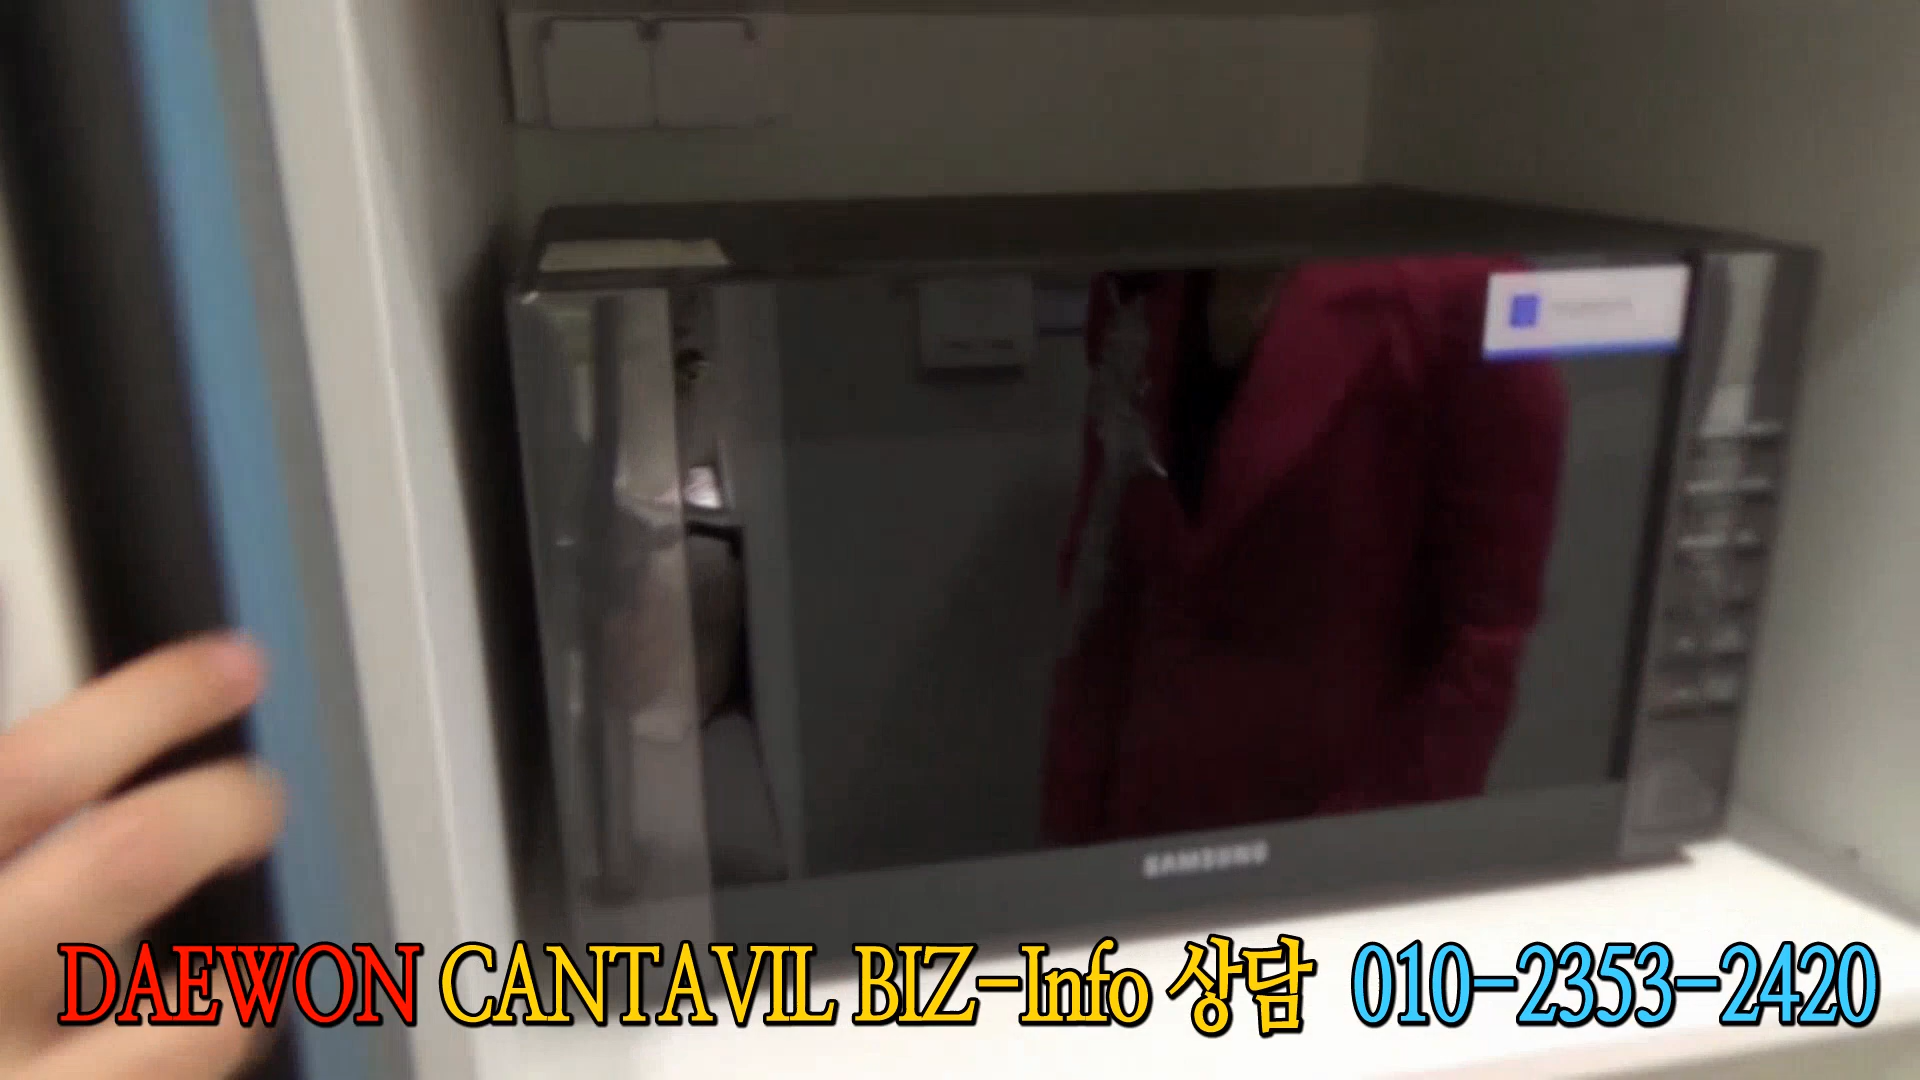 SAMSUNG
DAEWON CANTAVIL BIZ-Info 상담 010-2353-2420